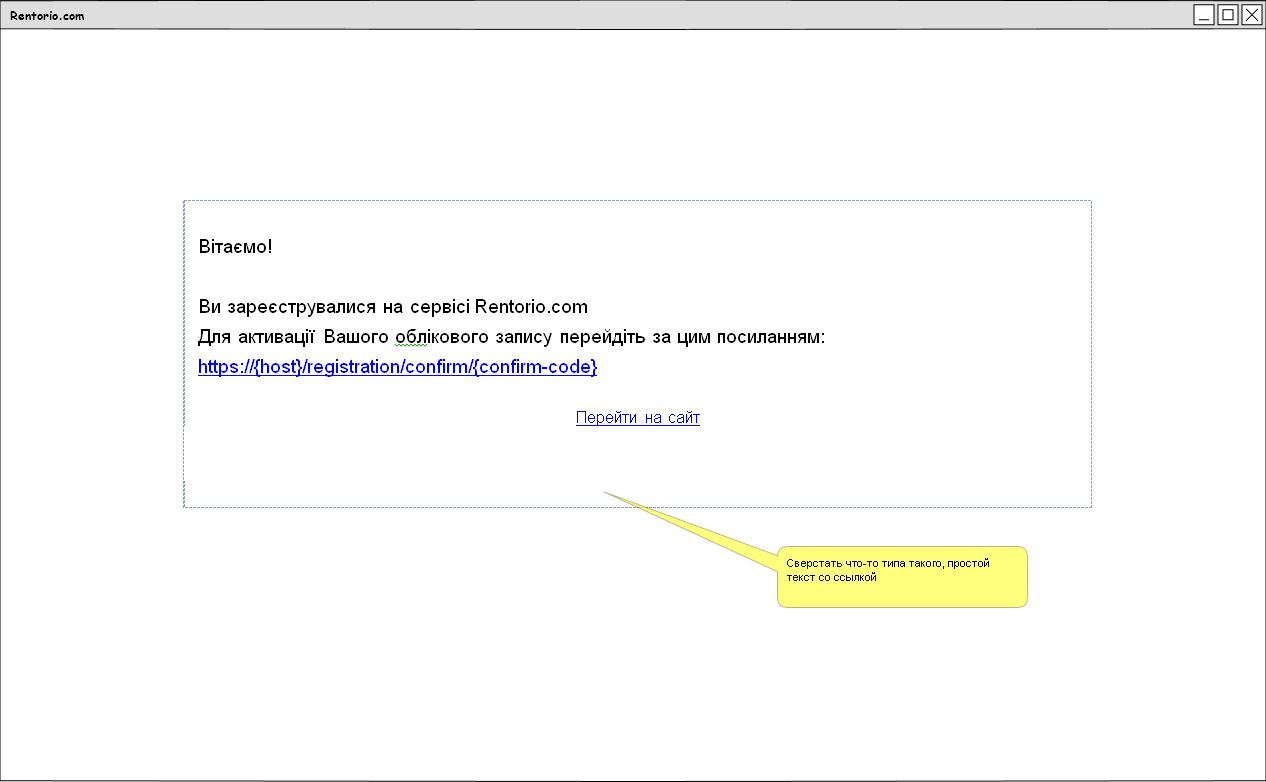 Rentorio.com
Вітаємо!
Ви зареєструвалися на сервісі Rentorio.com
Для активації Вашого облікового запису перейдіть за цим посиланням:
https://{host}/registration/confirm/{confirm-code}
Перейти на сайт
Сверстать что-то типа такого, простой
текст со ссылкой